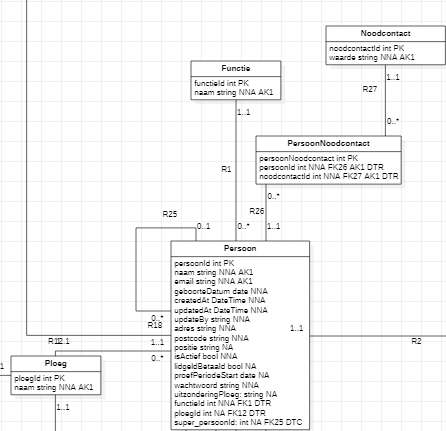 Noodcontact
noodcontactId int PK
waarde string NNA AK1
Functie
functieId int PK
naam string NNA AK1
1..1
R27
0..*
1..1
PersoonNoodcontact
persoonNoodcontact int PK
persoonId int NNA FK26 AK1 DTR
noodcontactId int NNA FK27 AK1 DTR
R1
0..*
R25
R26
0..1
0..*
1..1
Persoon
persoonId int PK
naam string NNA AK1
email string NNA AK1
geboorteDatum date NNA
createdAt DateTime NNA
updatedAt DateTime NNA
updateBy string NNA
adres string NNA
postcode string NNA
positie string NA
isActief bool NNA
lidgeldBetaald bool NA
proefPeriodeStart date NA
wachtwoord string NNA
uitzonderingPloeg: string NA
functieId int NNA FK1 DTR
ploegId int NA FK12 DTR
super_persoonId: int NA FK25 DTC
0..*
R18
1..1
1..1
0..*
R2
Ploeg
ploegId int PK
naam string NNA AK1
1..1